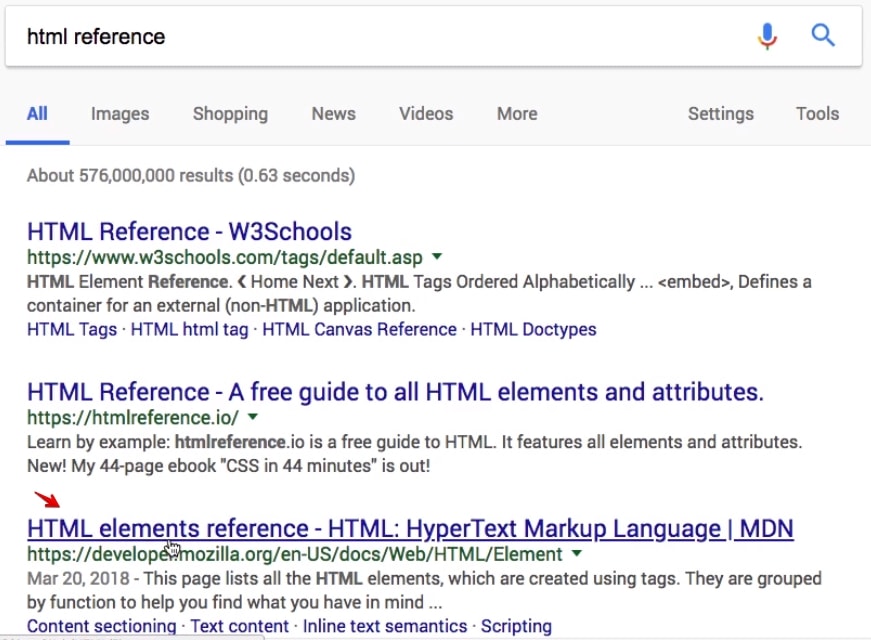 html reference
All Images Shopping News Videos More Settings Tools
About 576,000,000 results (0.63 seconds)
HTML Reference - W3Schools
https://www.w3schools.com/tags/default.asp
HTML Element Reference. ❮ Home Next ❯. HTML Tags Ordered Alphabetically ... <embed>, Defines a
container for an external (non-HTML) application.
HTML Tags · HTML html tag · HTML Canvas Reference · HTML Doctypes
HTML Reference - A free guide to all HTML elements and attributes.
https://htmlreference.io/
Learn by example: htmlreference.io is a free guide to HTML. It features all elements and attributes.
New! My 44-page ebook "CSS in 44 minutes" is out!
HTML elements reference - HTML: HyperText Markup Language | MDN
https://developer.mozilla.org/en-US/docs/Web/HTML/Element
Mar 20, 2018 - This page lists all the HTML elements, which are created using tags. They are grouped
by function to help you find what you have in mind ...
Content sectioning · Text content · Inline text semantics · Scripting